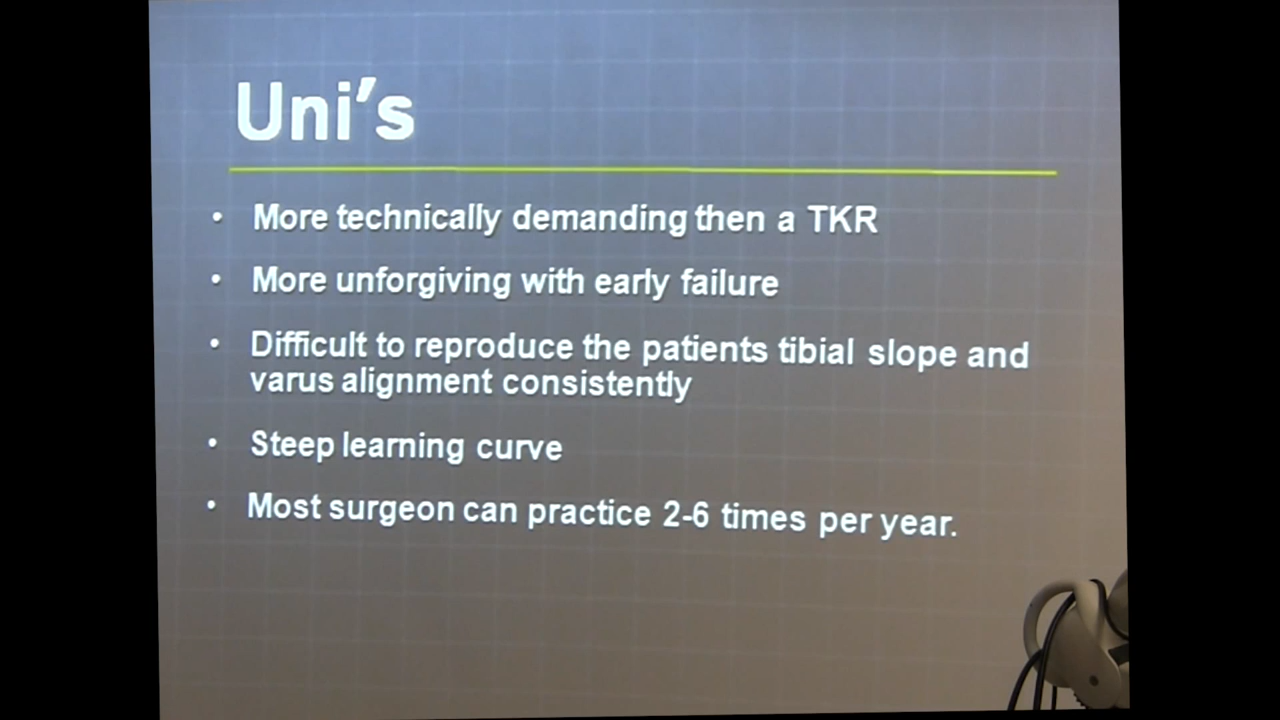 Uni's
• More technically demanding then a TKR
• More unforgiving with early failure
• Difficult to reproduce the patients tibial slope and
varus alignment consistently
• Steep learning curve
• Most surgeon can practice 2-6 times per year.